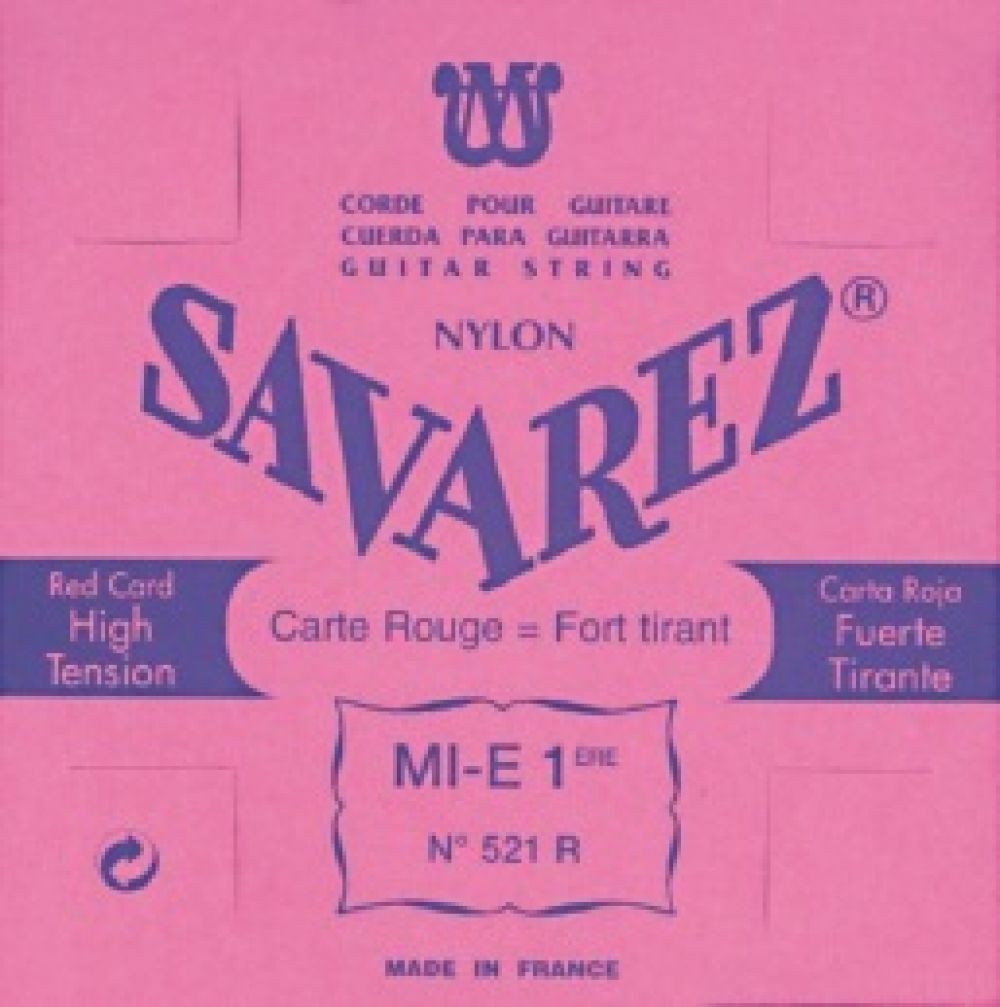 CORDE POUR GUITARE
CUERDA PARA GUITARRA
GUITAR STRING
NYLON
SAVAREZ®
Red Card
High
Tension
Carte Rouge = Fort tirant
Carta Roja
Fuerte
Tirante
MI-E 1ERE
N° 521 R
MADE IN FRANCE